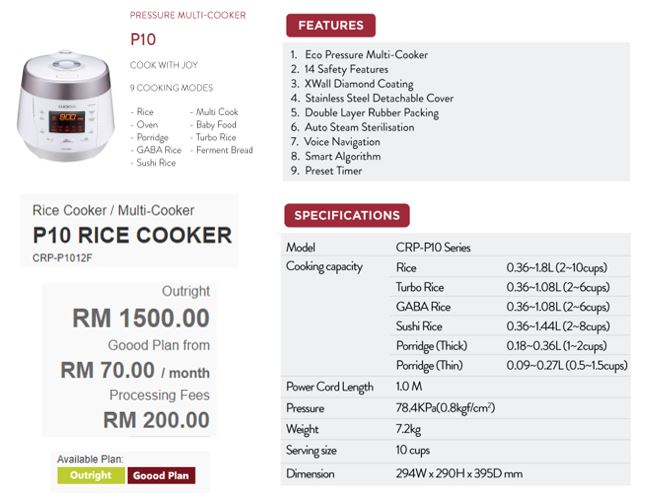 PRESSURE MULTI-COOKER
P10
COOK WITH JOY
9 COOKING MODES
- Rice
- Oven
- Porridge
- GABA Rice
- Sushi Rice
- Multi Cook
- Baby Food
- Turbo Rice
- Ferment Bread
CUCKOO
8:00
Rice Cooker / Multi-Cooker
P10 RICE COOKER
CRP-P1012F
Outright
RM 1500.00
Goood Plan from
RM 70.00 / month
Processing Fees
RM 200.00
Available Plan:
Outright Goood Plan
FEATURES
1. Eco Pressure Multi-Cooker
2. 14 Safety Features
3. XWall Diamond Coating
4. Stainless Steel Detachable Cover
5. Double Layer Rubber Packing
6. Auto Steam Sterilisation
7. Voice Navigation
8. Smart Algorithm
9. Preset Timer
SPECIFICATIONS
Model CRP-P10 Series
Cooking capacity Rice 0.36~1.8L (2~10cups)
Turbo Rice 0.36~1.08L (2~6cups)
GABA Rice 0.36~1.08L (2~6cups)
Sushi Rice 0.36~1.44L (2~8cups)
Porridge (Thick) 0.18~0.36L (1~2cups)
Porridge (Thin) 0.09~0.27L (0.5~1.5cups)
Power Cord Length 1.0 M
Pressure 78.4KPa(0.8kgf/cm²)
Weight 7.2kg
Serving size 10 cups
Dimension 294W x 290H x 395D mm